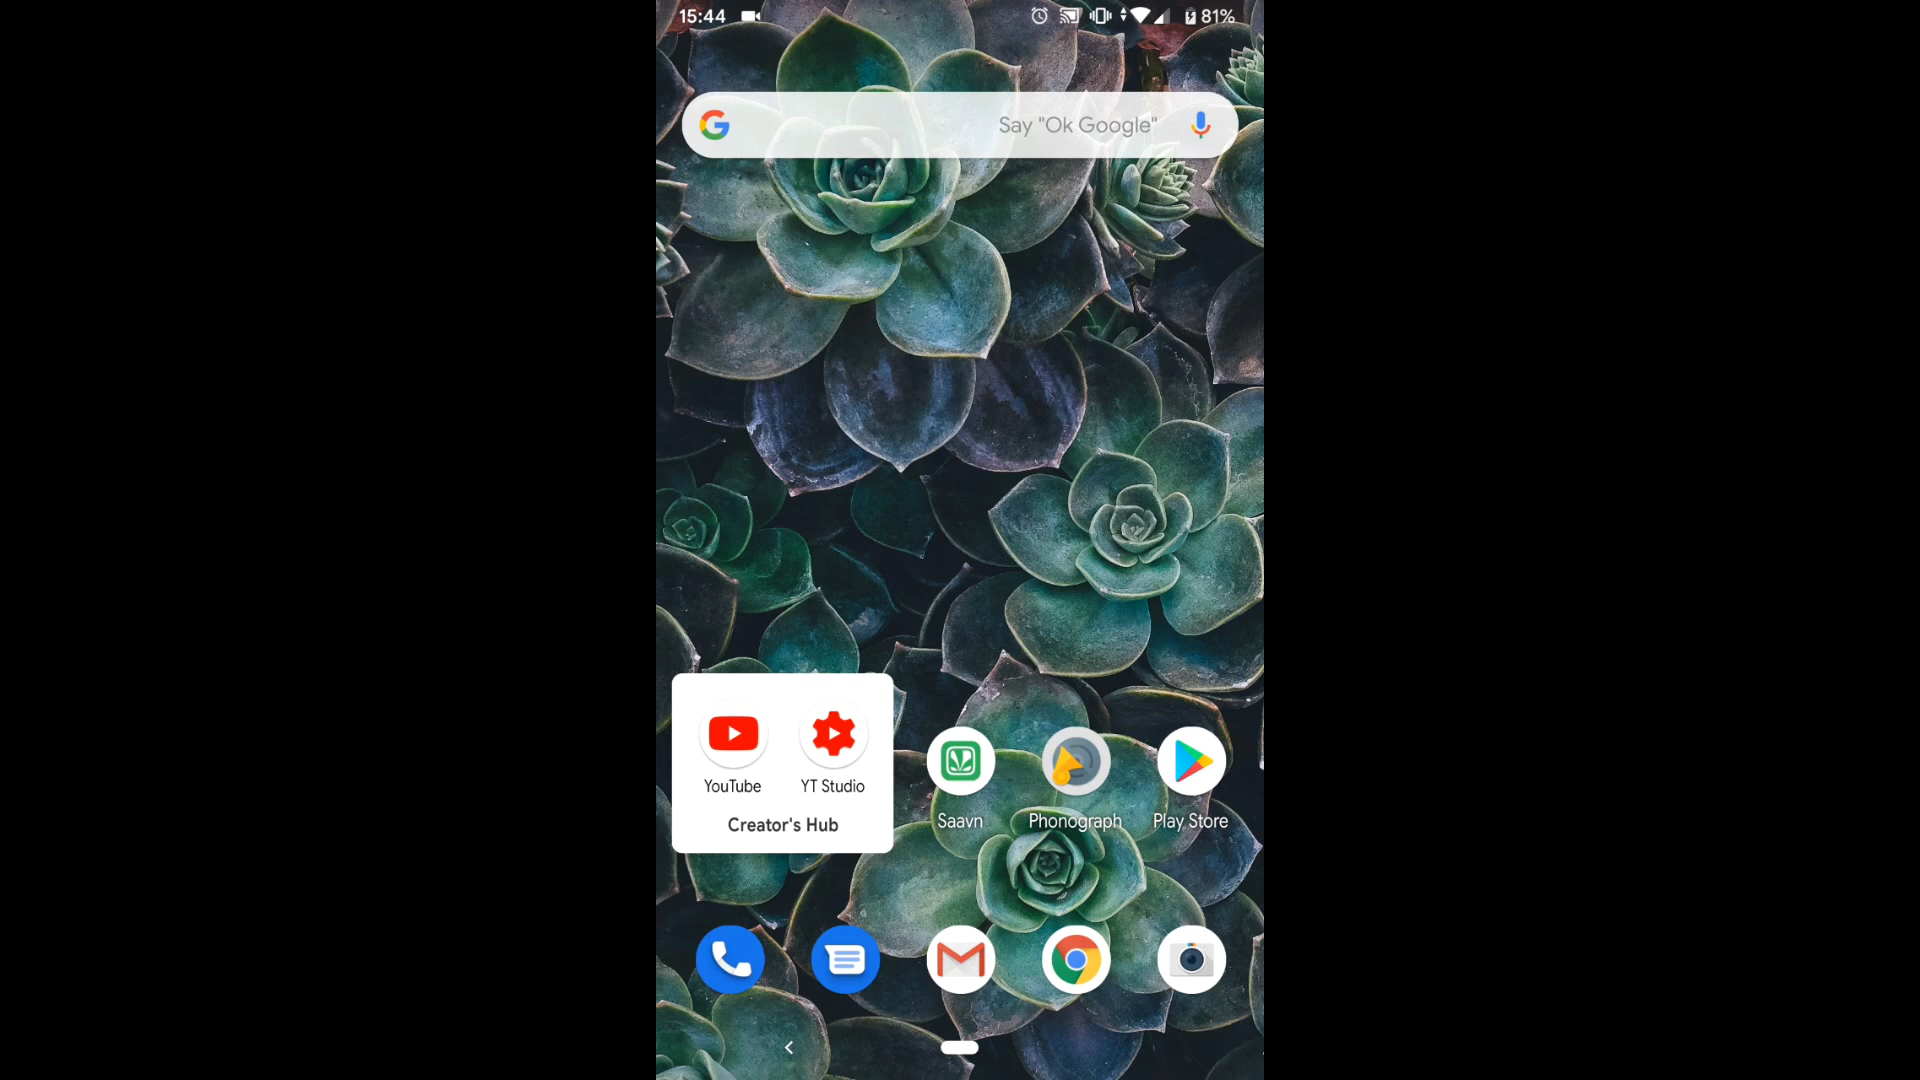 15:44
81%
Say "Ok Google"
YouTube YT Studio
Creator's Hub
Saavn Phonograph Play Store